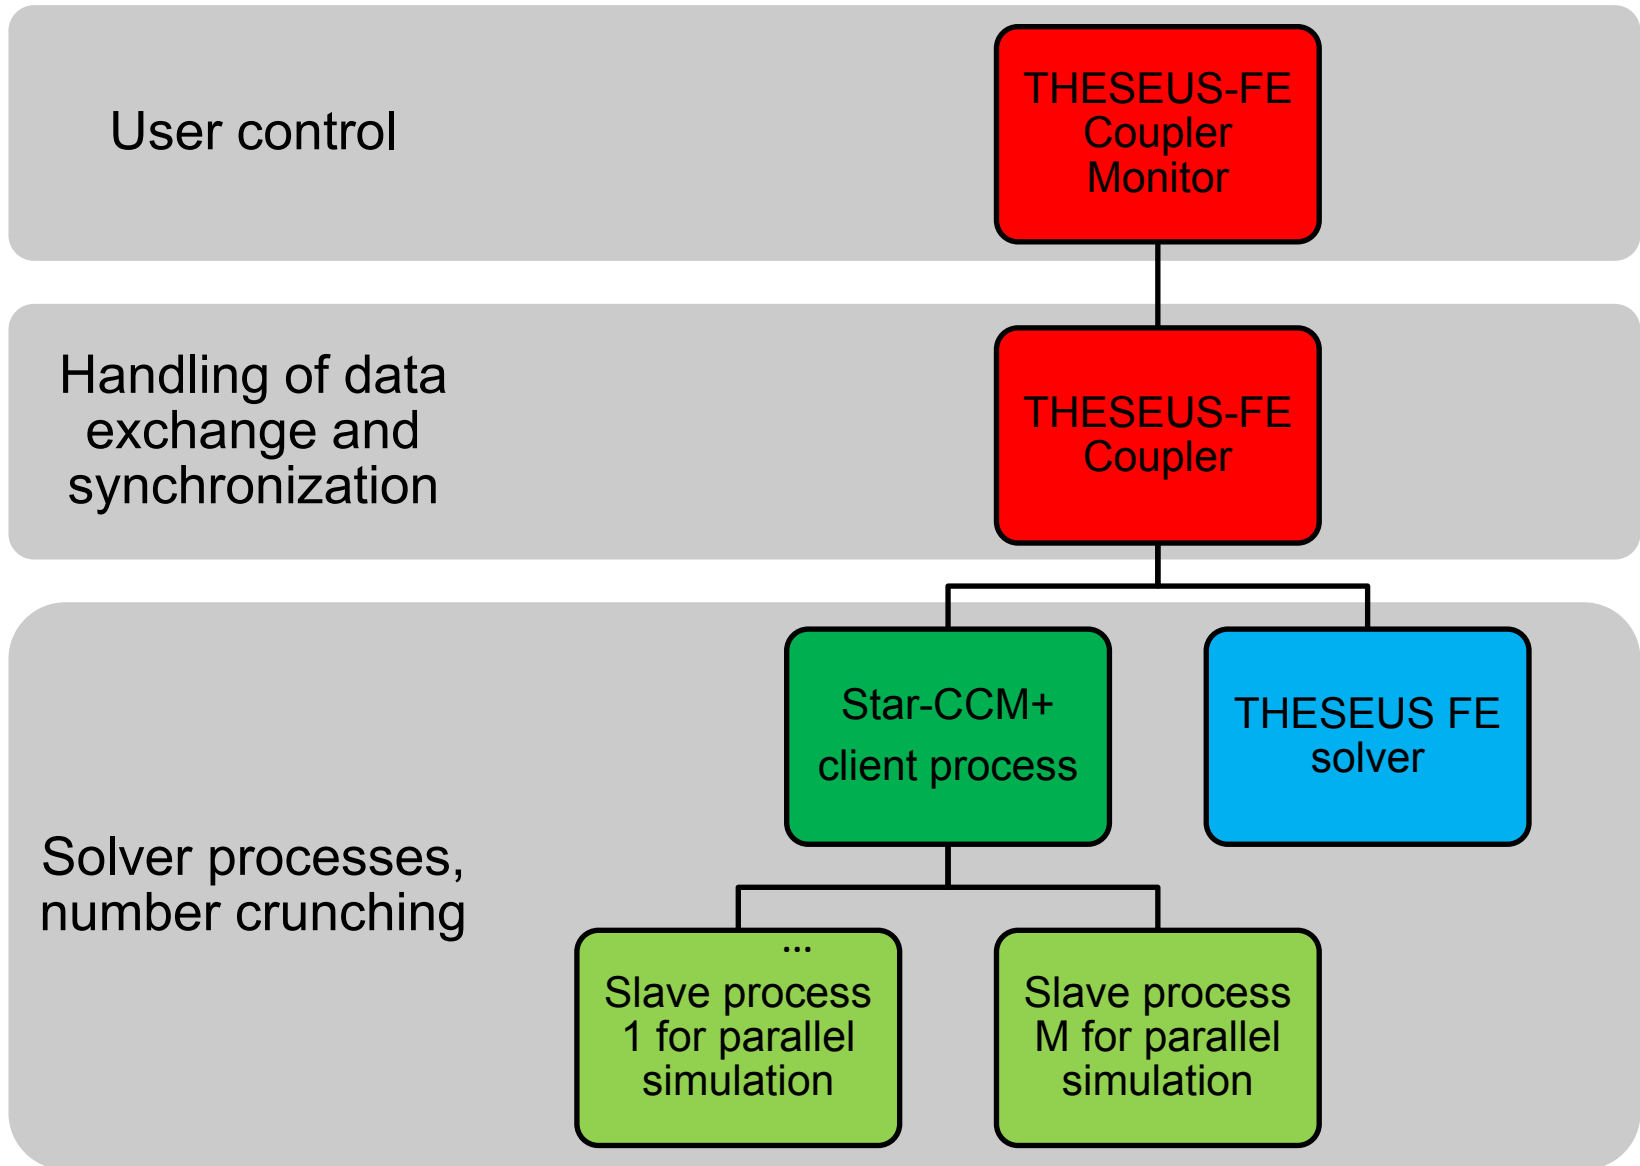 User control
THESEUS-FE
Coupler
Monitor
Handling of data
exchange and
synchronization
THESEUS-FE
Coupler
Solver processes,
number crunching
Star-CCM+
client process
THESEUS FE
solver
...
Slave process
1 for parallel
simulation
Slave process
M for parallel
simulation